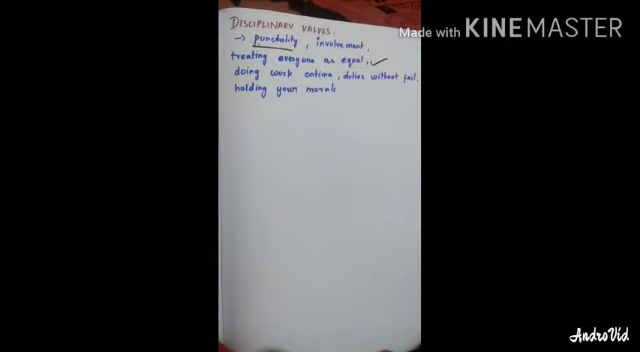 DISCIPLINARY VALUES.
→ punctality, involvement,
treating everyone as equal,
doing work ontime, duties without fail.
holding your morals
Made with KINEMASTER
AndroVid